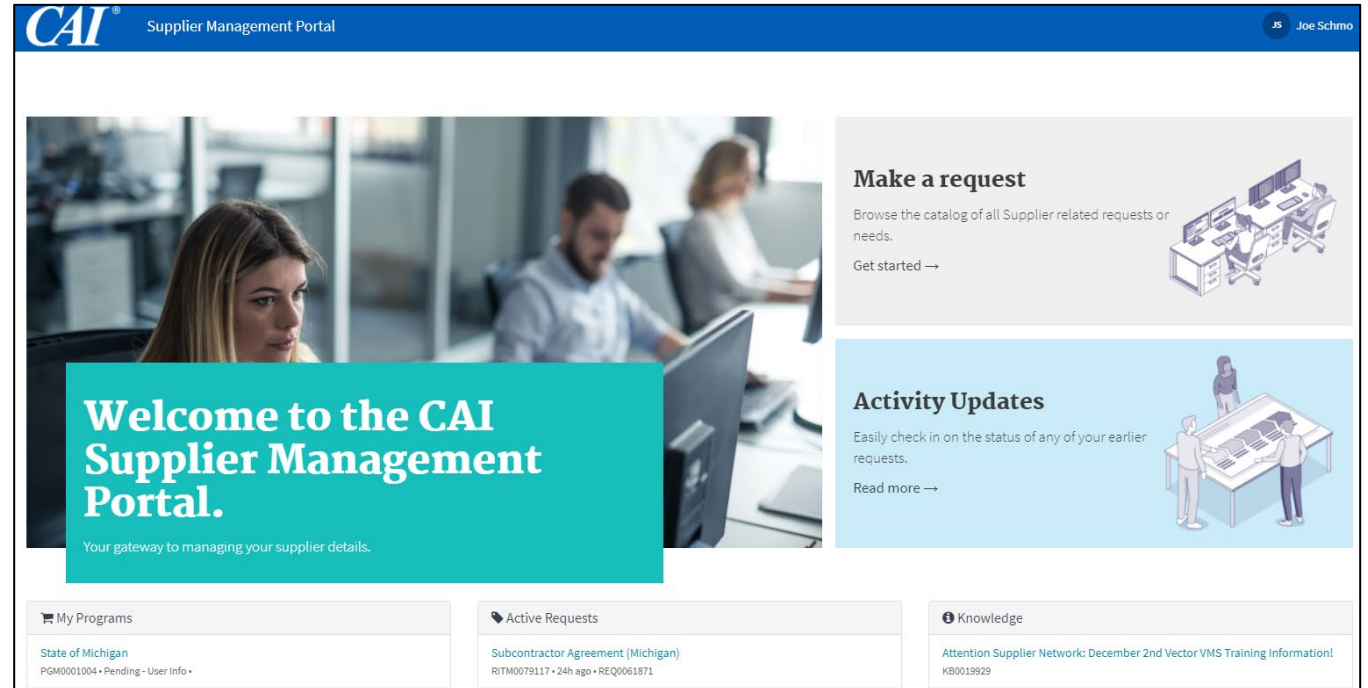 CAI® Supplier Management Portal JS Joe Schmo
Make a request
Browse the catalog of all Supplier related requests or
needs.
Get started →
Welcome to the CAI
Supplier Management
Portal.
Your gateway to managing your supplier details.
Activity Updates
Easily check in on the status of any of your earlier
requests.
Read more →
My Programs
State of Michigan
PGM0001004 • Pending - User Info •
Active Requests
Subcontractor Agreement (Michigan)
RITM0079117 • 24h ago • REQ0061871
Knowledge
Attention Supplier Network: December 2nd Vector VMS Training Information!
KB0019929